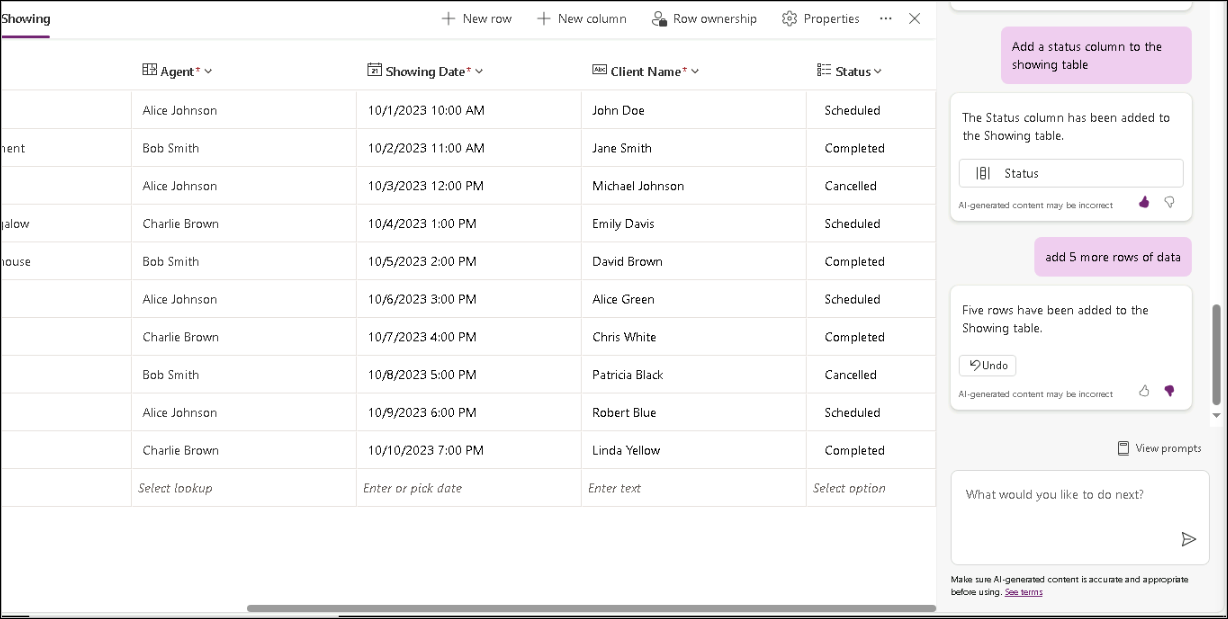 Showing
New row
New column
Row ownership
Properties
Agent*
Showing Date*
Client Name*
Status
Alice Johnson 10/1/2023 10:00 AM John Doe Scheduled
nent Bob Smith 10/2/2023 11:00 AM Jane Smith Completed
Alice Johnson 10/3/2023 12:00 PM Michael Johnson Cancelled
galow Charlie Brown 10/4/2023 1:00 PM Emily Davis Scheduled
house Bob Smith 10/5/2023 2:00 PM David Brown Completed
Alice Johnson 10/6/2023 3:00 PM Alice Green Scheduled
Charlie Brown 10/7/2023 4:00 PM Chris White Completed
Bob Smith 10/8/2023 5:00 PM Patricia Black Cancelled
Alice Johnson 10/9/2023 6:00 PM Robert Blue Scheduled
Charlie Brown 10/10/2023 7:00 PM Linda Yellow Completed
Select lookup Enter or pick date Enter text Select option
Add a status column to the
showing table
The Status column has been added to
the Showing table.
Status
AI-generated content may be incorrect
add 5 more rows of data
Five rows have been added to the
Showing table.
Undo
AI-generated content may be incorrect
View prompts
What would you like to do next?
Make sure AI-generated content is accurate and appropriate
before using. See terms